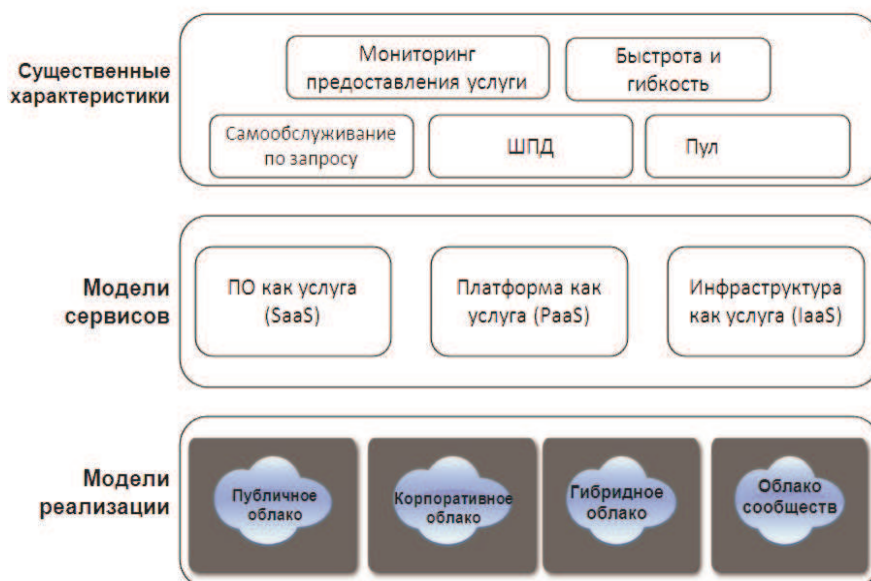 Существенные
характеристики
Мониторинг
предоставления услуги
Быстрота и
гибкость
Самообслуживание
по запросу
ШПД
Пул
Модели
сервисов
ПО как услуга
(SaaS)
Платформа как
услуга (PaaS)
Инфраструктура
как услуга (IaaS)
Модели
реализации
Публичное
облако
Корпоративное
облако
Гибридное
облако
Облако
сообществ